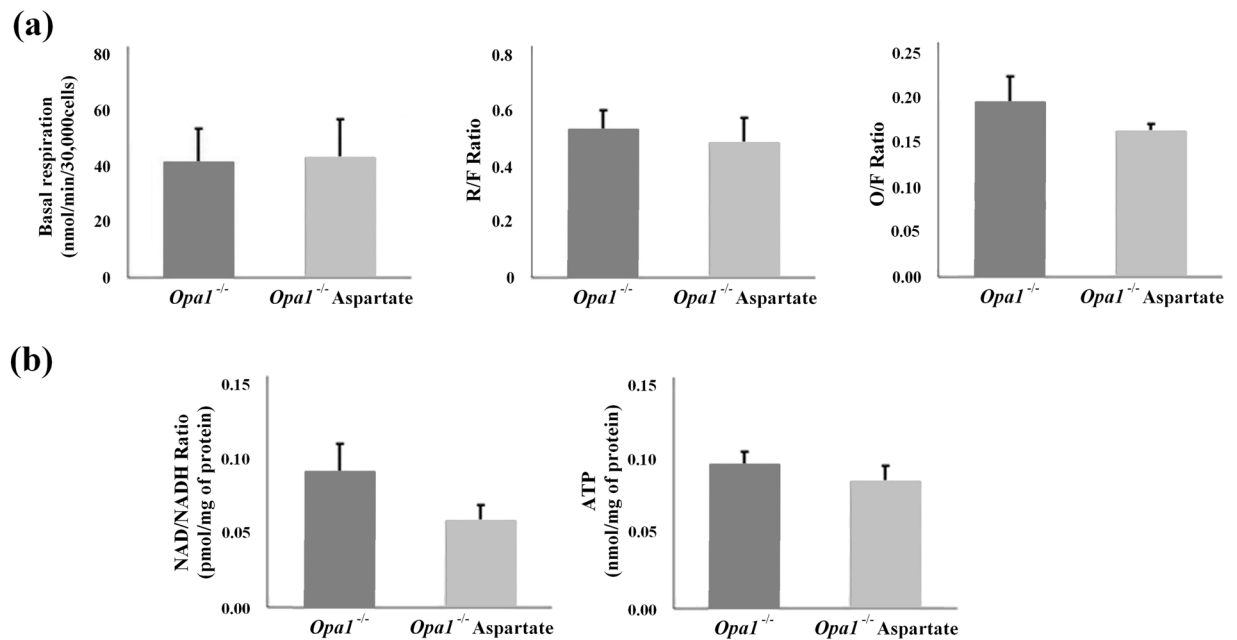 (a)
Basal respiration
(nmol/min/30,000cells)
80
60
40
20
0
Opa1 -/-
Opa1 -/- Aspartate
R/F Ratio
0.8
0.6
0.4
0.2
0
Opa1 -/-
Opa1 -/- Aspartate
O/F Ratio
0.25
0.20
0.15
0.10
0.05
0.00
Opa1 -/-
Opa1 -/- Aspartate
(b)
NAD/NADH Ratio
(pmol/mg of protein)
0.15
0.10
0.05
0.00
Opa1 -/-
Opa1 -/- Aspartate
ATP
(nmol/mg of protein)
0.15
0.10
0.05
0.00
Opa1 -/-
Opa1 -/- Aspartate